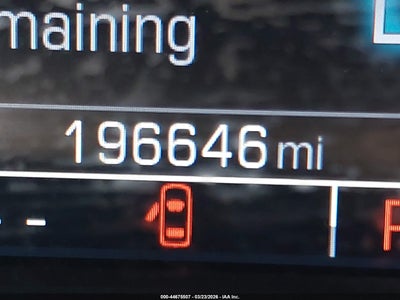 maining
196646 mi
--
000-44675507 - 03/23/2026 - IAA Inc.